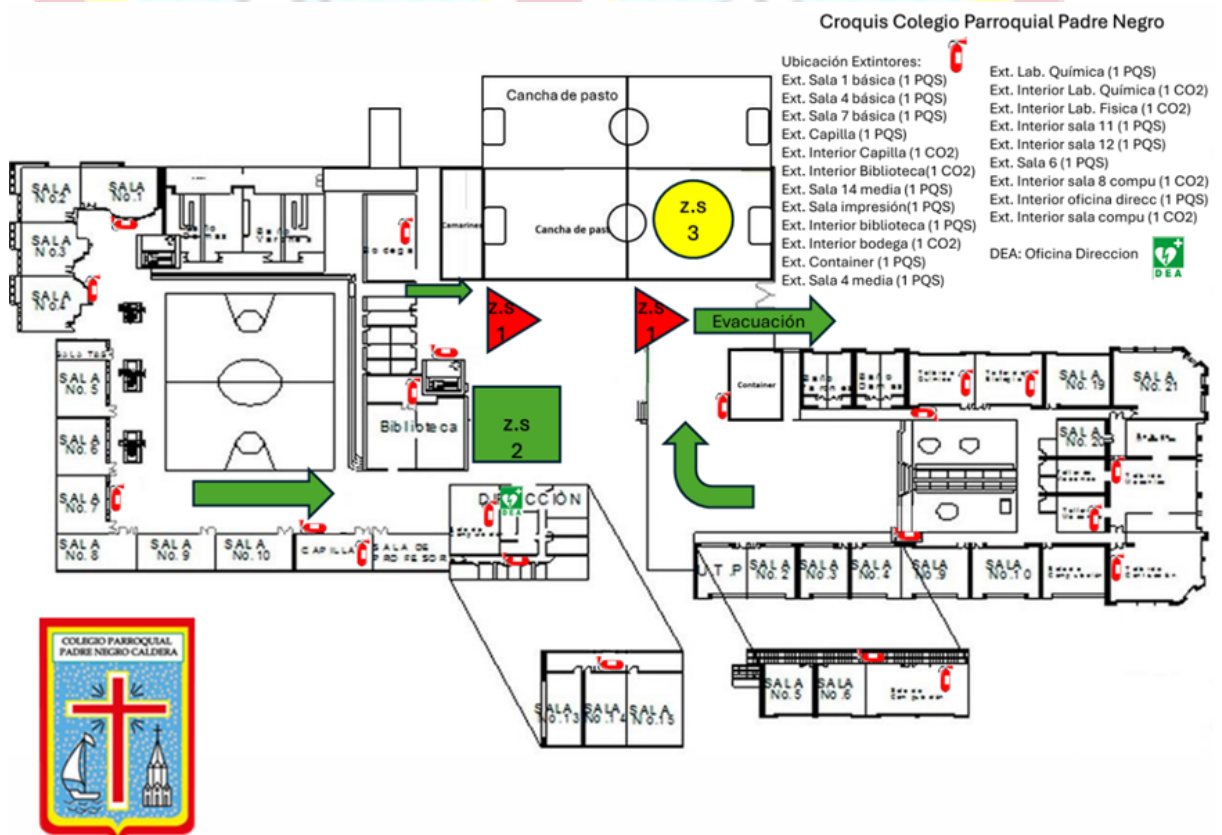 Croquis Colegio Parroquial Padre Negro
Ubicación Extintores:
Ext. Sala 1 básica (1 PQS)
Ext. Sala 4 básica (1 PQS)
Ext. Sala 7 básica (1 PQS)
Ext. Capilla (1 PQS)
Ext. Interior Capilla (1 CO2)
Ext. Interior Biblioteca(1 CO2)
Ext. Sala 14 media (1 PQS)
Ext. Sala impresión(1 PQS)
Ext. Interior biblioteca (1 PQS)
Ext. Interior bodega (1 CO2)
Ext. Container (1 PQS)
Ext. Sala 4 media (1 PQS)
Ext. Lab. Química (1 PQS)
Ext. Interior Lab. Química (1 CO2)
Ext. Interior Lab. Fisica (1 CO2)
Ext. Interior sala 11 (1 PQS)
Ext. Interior sala 12 (1 PQS)
Ext. Sala 6 (1 PQS)
Ext. Interior sala 8 compu (1 CO2)
Ext. Interior oficina direcc (1 PQS)
Ext. Interior sala compu (1 CO2)
DEA: Oficina Direccion
DEA
Cancha de pasto
Cancha de past
Camarines
z.s
3
SALA
No.2
SALA
No.1
SALA
No.3
SALA
No.4
Baño
Baño
Bodega
z.s
1
z.s
1
Evacuación
SALA
No. 5
SALA
No. 6
SALA
No. 7
SALA
No. 8
SALA
No. 9
SALA
No. 10
CAPILLA
SALA DE
PROFESORES
Biblioteca
z.s
2
DIRECCIÓN
DEA
Container
Baño
Baño
SALA
No. 19
SALA
No. 21
SALA
No. 20
U.T.P
SALA
No. 2
SALA
No. 3
SALA
No. 4
SALA
No. 9
SALA
No. 10
SALA
No. 13
SALA
No. 14
SALA
No. 15
SALA
No. 5
SALA
No. 6
COLEGIO PARROQUIAL
PADRE NEGRO CALDERA